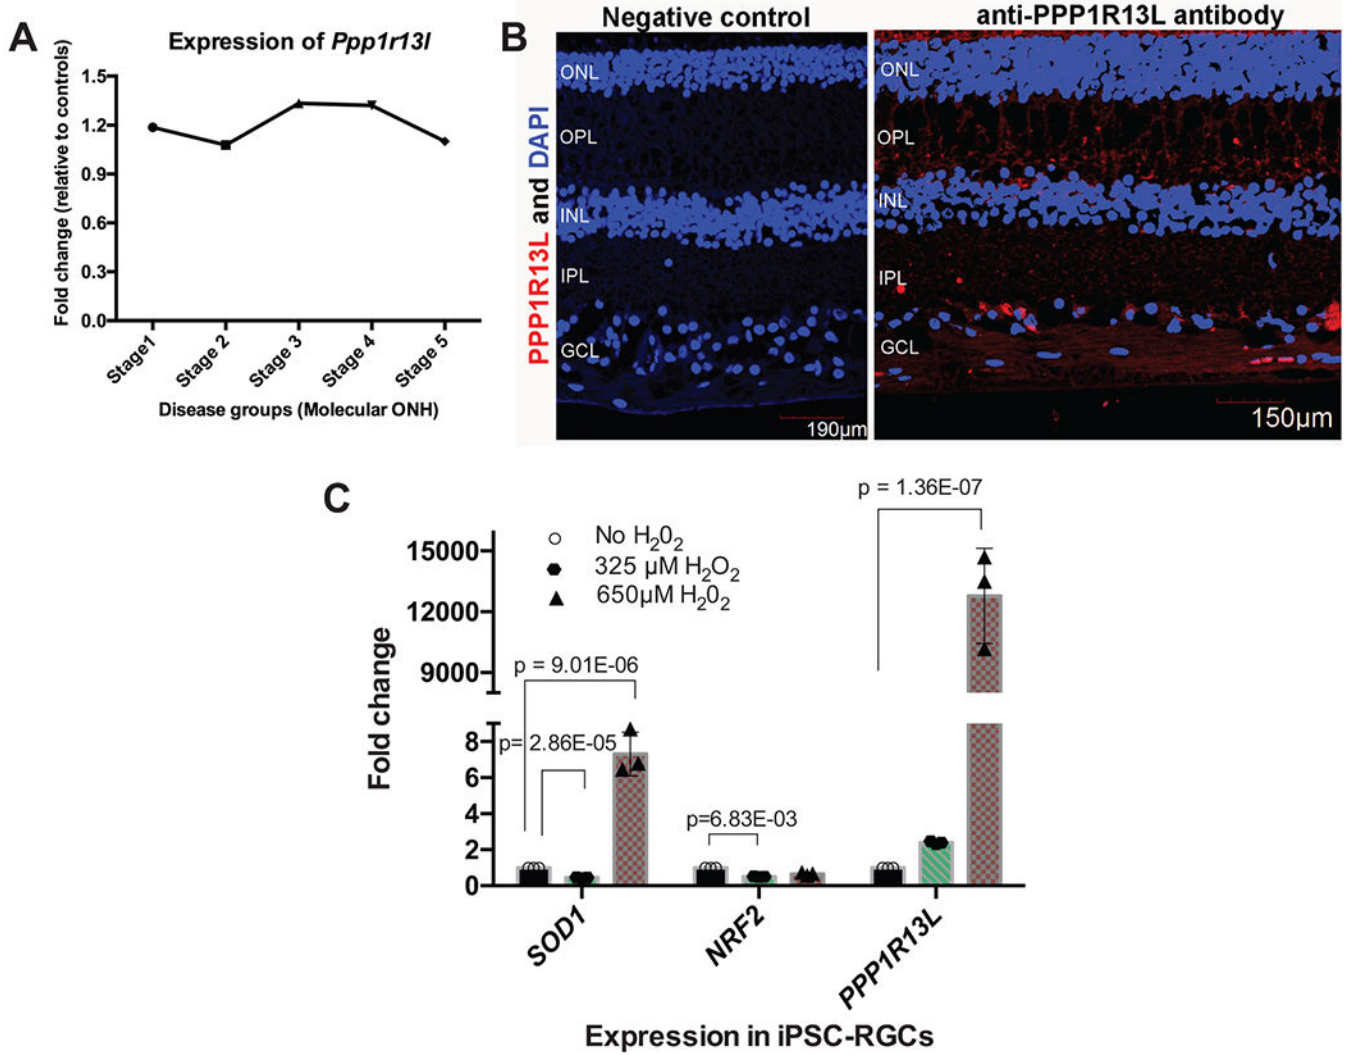 A
Expression of Ppp1r13l
Fold change (relative to controls)
1.5
1.2
0.9
0.6
0.3
0.0
Stage1
Stage 2
Stage 3
Stage 4
Stage 5
Disease groups (Molecular ONH)
B
Negative control
anti-PPP1R13L antibody
PPP1R13L and DAPI
ONL
OPL
INL
IPL
GCL
190µm
ONL
OPL
INL
IPL
GCL
150µm
C
p = 1.36E-07
No H₂0₂
325 µM H₂O₂
650µM H₂0₂
Fold change
15000
12000
9000
8
6
4
2
0
p = 9.01E-06
p= 2.86E-05
p=6.83E-03
SOD1
NRF2
PPP1R13L
Expression in iPSC-RGCs